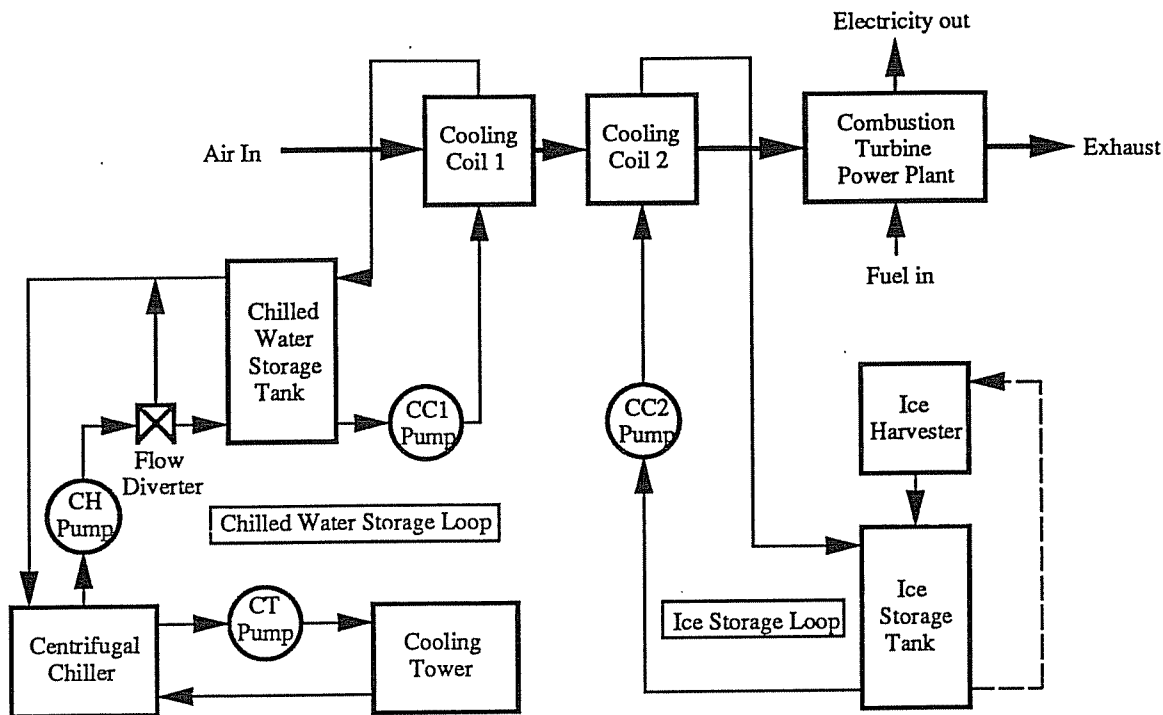 Electricity out
Cooling
Coil 1
Cooling
Coil 2
Combustion
Turbine
Power Plant
Air In
Exhaust
Fuel in
Chilled
Water
Storage
Tank
CC1
Pump
CC2
Pump
Ice
Harvester
Flow
Diverter
CH
Pump
Chilled Water Storage Loop
CT
Pump
Ice Storage Loop
Ice
Storage
Tank
Centrifugal
Chiller
Cooling
Tower